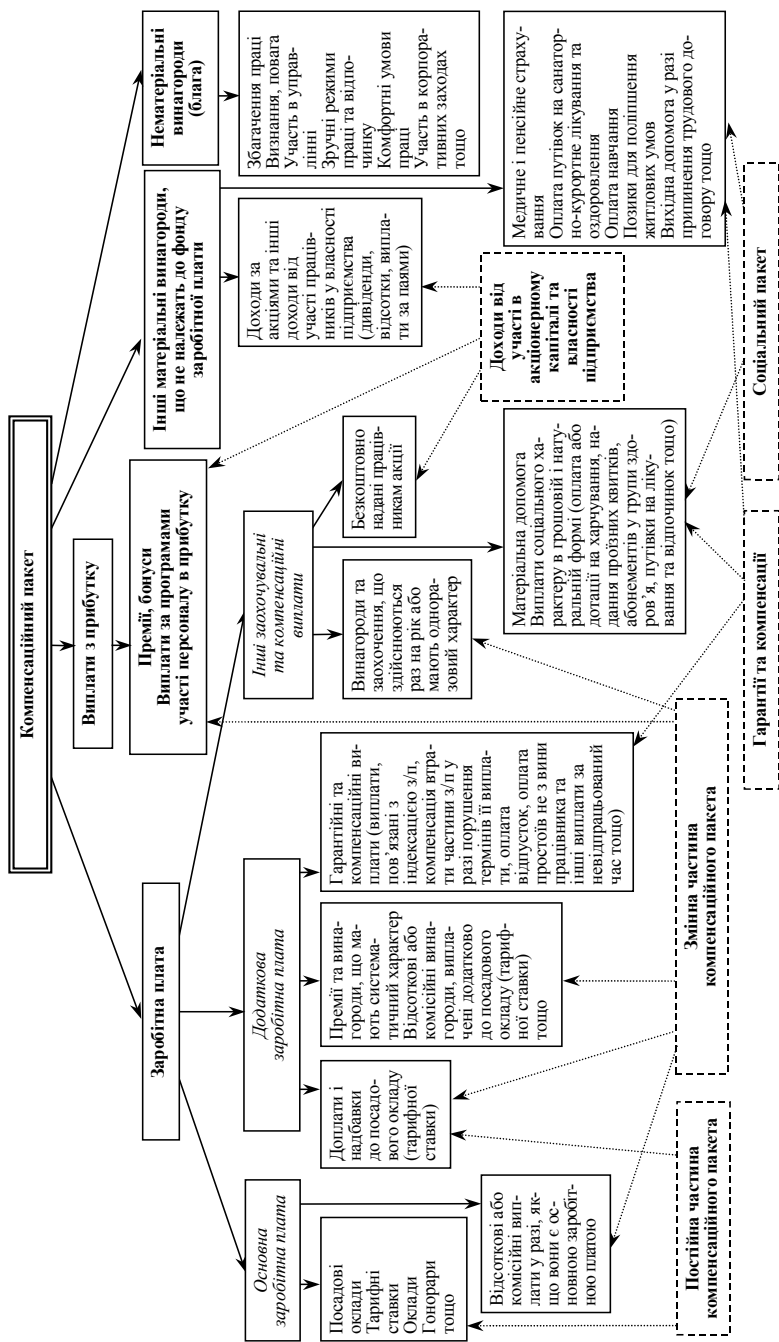 Компенсаційний пакет
Заробітна плата
Виплати з прибутку
Інші матеріальні винагороди,
що не належать до фонду
заробітної плати
Нематеріальні
винагороди
(блага)
Премії, бонуси
Виплати за програмами
участі персоналу в прибутку
Основна
заробітна плата
Додаткова
заробітна плата
Інші заохочувальні
та компенсаційні
виплати
Доходи за
акціями та інші
доходи від
участі праців-
ників у власності
підприємства
(дивіденди,
відсотки, випла-
ти за паями)
Збагачення праці
Визнання, повага
Участь в управ-
лінні
Зручні режими
праці та відпо-
чинку
Комфортні умови
праці
Участь в корпора-
тивних заходах
тощо
Посадові
оклади
Тарифні
ставки
Оклади
Гонорари
тощо
Доплати і
надбавки
до посадо-
вого окладу
(тарифної
ставки)
Премії та вина-
городи, що ма-
ють система-
тичний характер
Відсоткові або
комісійні вина-
городи, випла-
чені додатково
до посадового
окладу (тариф-
ної ставки)
тощо
Гарантійні та
компенсаційні ви-
плати (виплати,
пов’язані з
індексацією з/п,
компенсація втра-
ти частини з/п у
разі порушення
термінів її випла-
ти, оплата
відпусток, оплата
простоїв не з вини
працівника та
інші виплати за
невідпрацьований
час тощо)
Винагороди та
заохочення, що
здійснюються
раз на рік або
мають однора-
зовий характер
Безкоштовно
надані праців-
никам акції
Відсоткові або
комісійні вип-
лати у разі, як-
що вони є ос-
новною заробіт-
ною платою
Матеріальна допомога
Виплати соціального ха-
рактеру в грошовій і нату-
ральній формі (оплата або
дотації на харчування, на-
дання проїзних квитків,
абонементів у групи здо-
ров’я, путівки на ліку-
вання та відпочинок тощо)
Доходи від
участі в
акціонерному
капіталі та
власності
підприємства
Медичне і пенсійне страху-
вання
Оплата путівок на санатор-
но-курортне лікування та
оздоровлення
Оплата навчання
Позики для поліпшення
житлових умов
Вихідна допомога у разі
припинення трудового до-
говору тощо
Постійна частина
компенсаційного пакета
Змінна частина
компенсаційного пакета
Гарантії та компенсації
Соціальний пакет